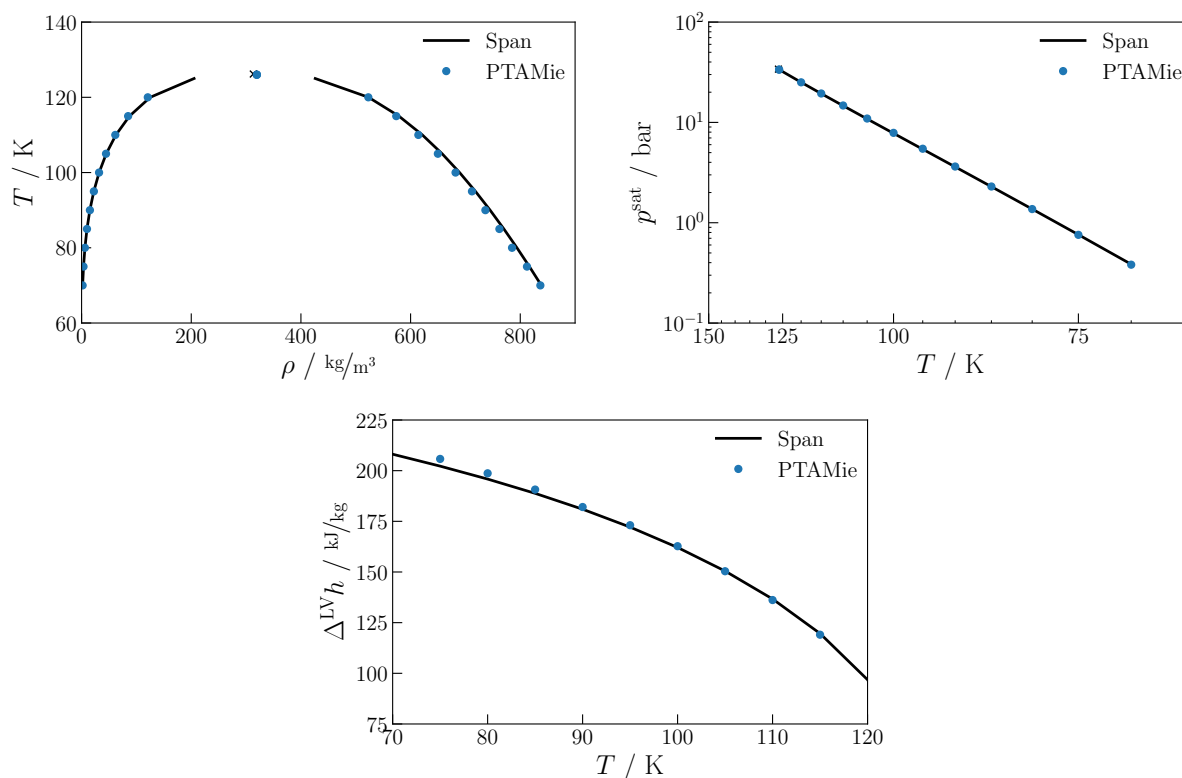 140
120
100
80
60
T / K
0 200 400 600 800
ρ / kg/m³
Span
PTAMie
10²
10¹
10⁰
10⁻¹
pˢᵃᵗ / bar
150 125 100 75
T / K
Span
PTAMie
225
200
175
150
125
100
75
Δᴸⱽh / kJ/kg
70 80 90 100 110 120
T / K
Span
PTAMie